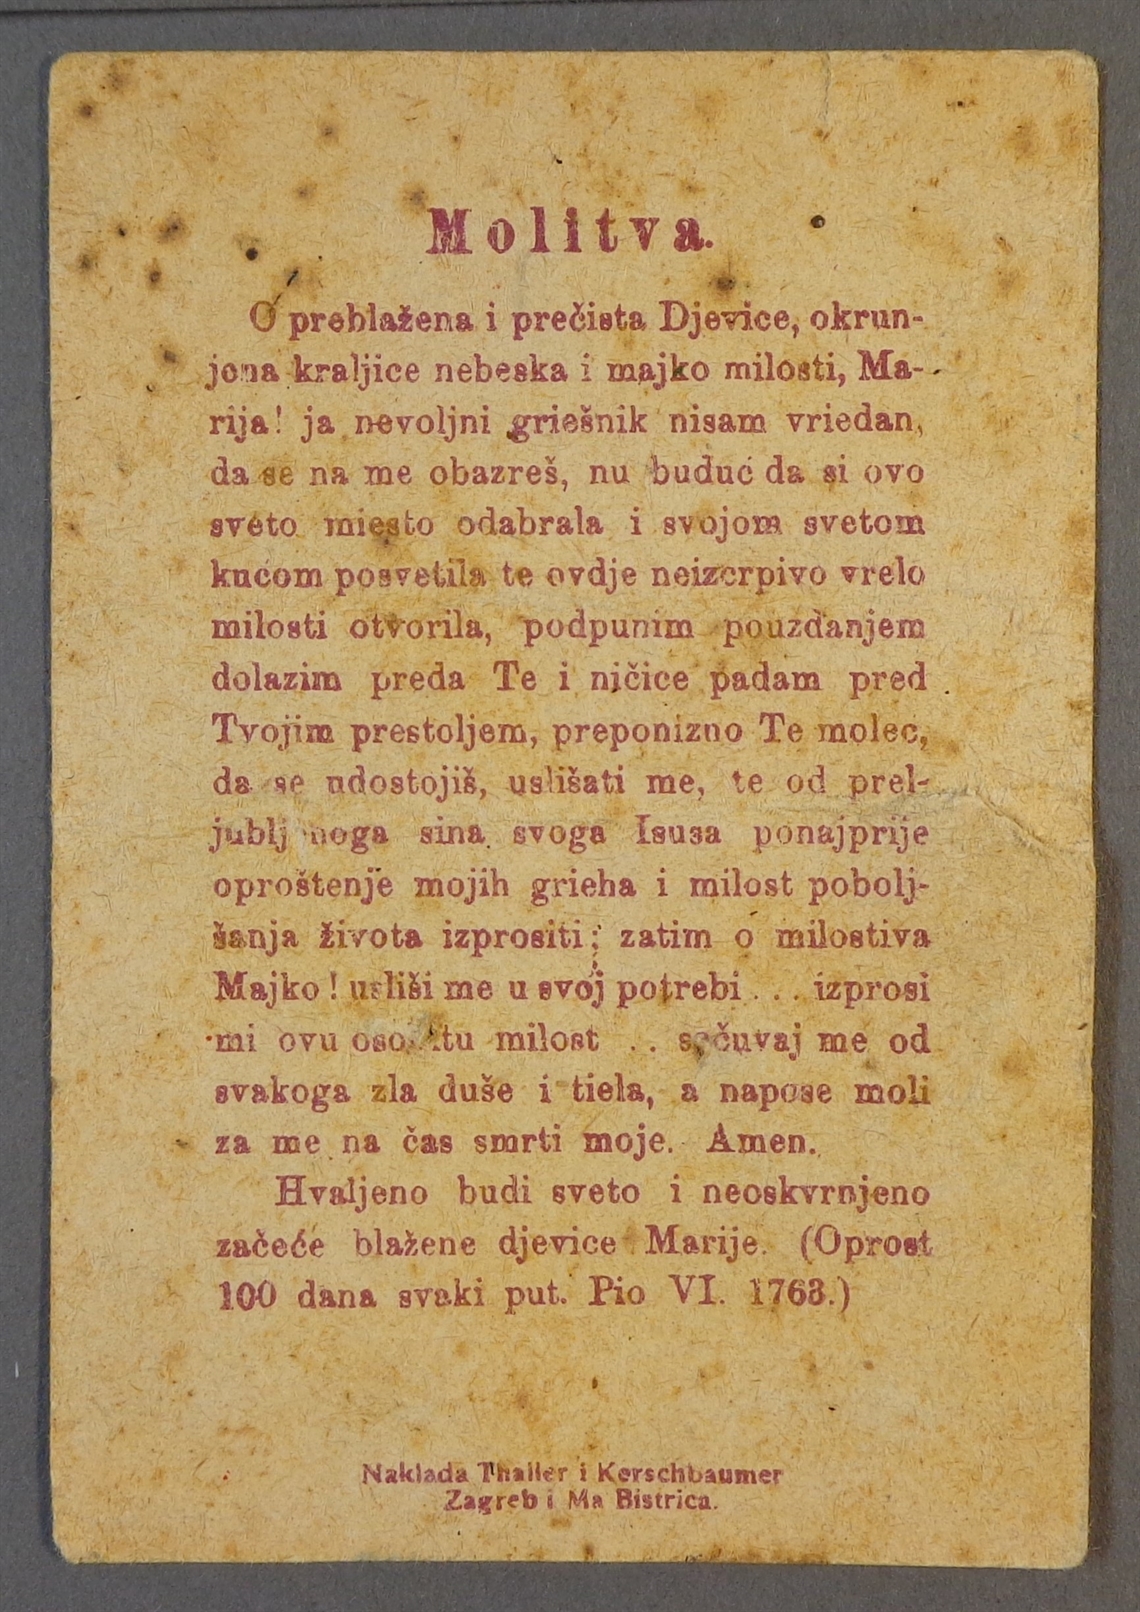 Molitva.
O preblažena i prečista Djevice, okrun-
jena kraljice nebeska i majko milosti, Ma-
rija! ja nevoljni griešnik nisam vriedan,
da se na me obazreš, nu buduć da si ovo
sveto miesto odabrala i svojom svetom
kućom posvetila te ovdje neizcrpivo vrelo
milosti otvorila, podpunim pouzdanjem
dolazim preda Te i ničice padam pred
Tvojim prestoljem, preponizno Te moleć,
da se udostojiš, uslišati me, te od prel-
jubljenoga sina svoga Isusa ponajprije
oproštenje mojih grieha i milost pobolj-
šanja života izprositi; zatim o milostiva
Majko! usliši me u svoj potrebi . . . izprosi
mi ovu osobitu milost . . sačuvaj me od
svakoga zla duše i tiela, a napose moli
za me na čas smrti moje. Amen.
Hvaljeno budi sveto i neoskvrnjeno
začeće blažene djevice Marije. (Oprost
100 dana svaki put. Pio VI. 1763.)
Naklada Thaller i Kerschbaumer
Zagreb i Ma Bistrica.